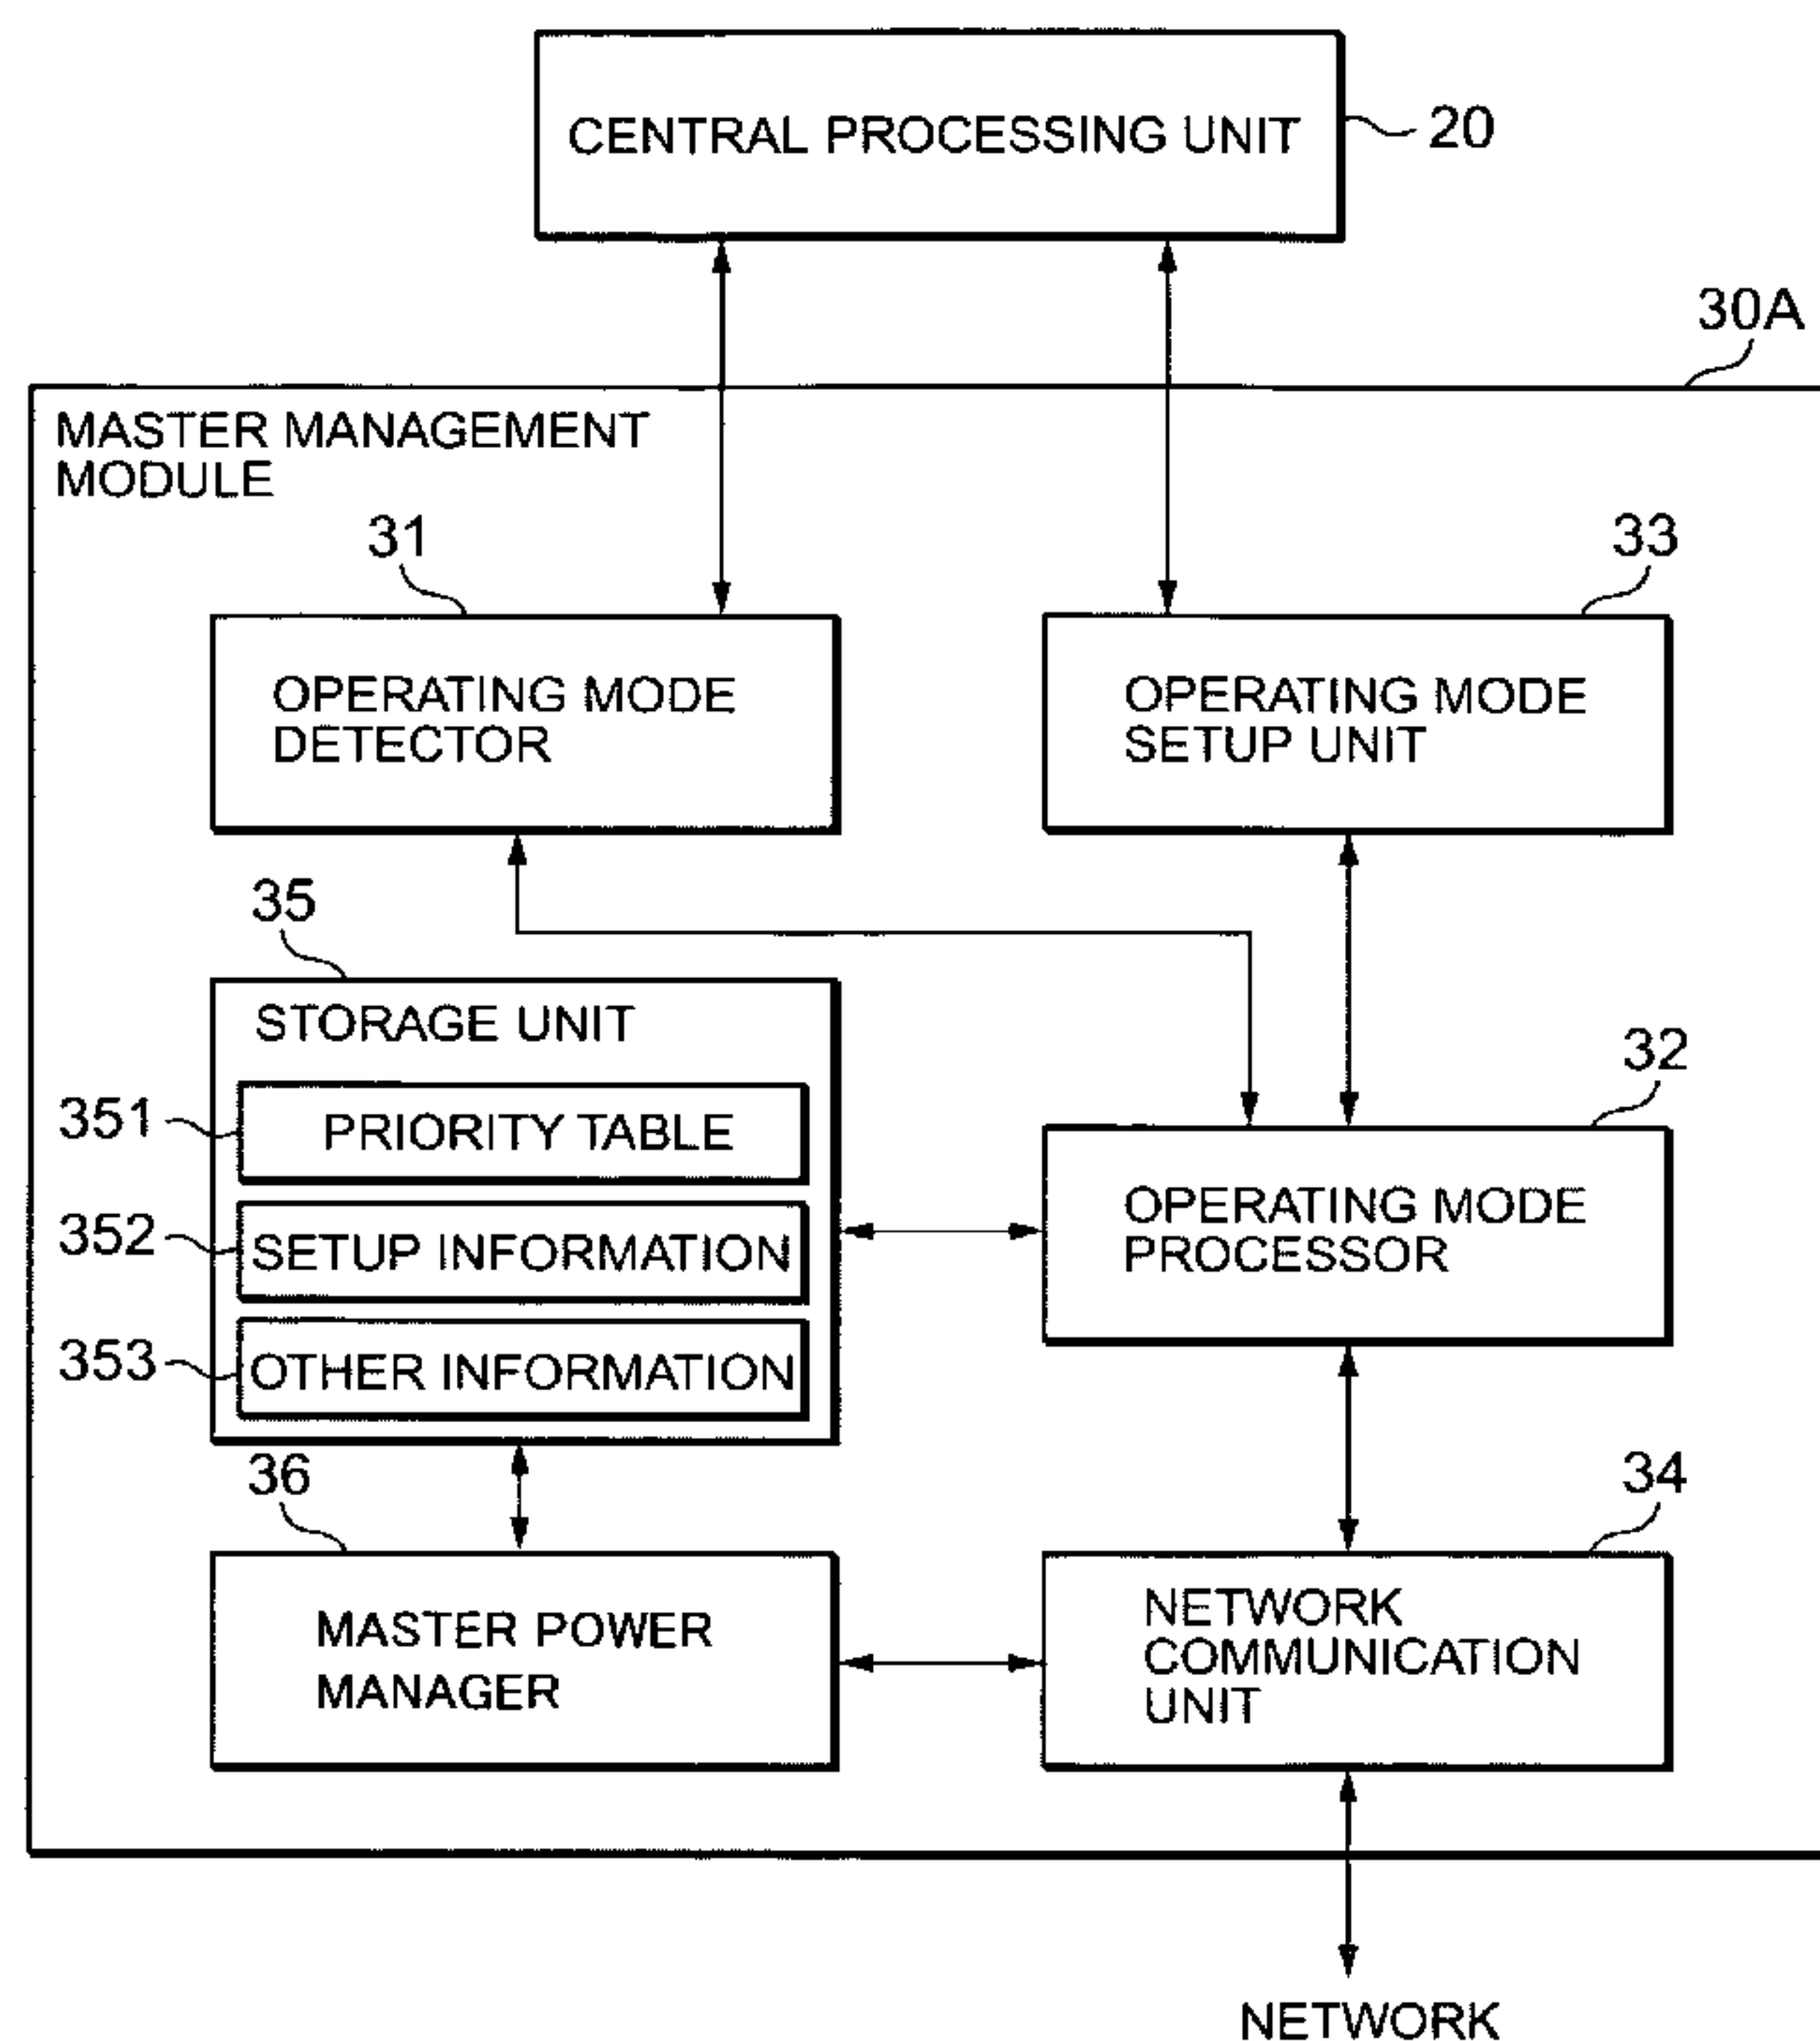 CENTRAL PROCESSING UNIT
20
30A
MASTER MANAGEMENT
MODULE
31
33
OPERATING MODE
DETECTOR
OPERATING MODE
SETUP UNIT
35
STORAGE UNIT
32
351
PRIORITY TABLE
352
SETUP INFORMATION
353
OTHER INFORMATION
OPERATING MODE
PROCESSOR
36
34
MASTER POWER
MANAGER
NETWORK
COMMUNICATION
UNIT
NETWORK